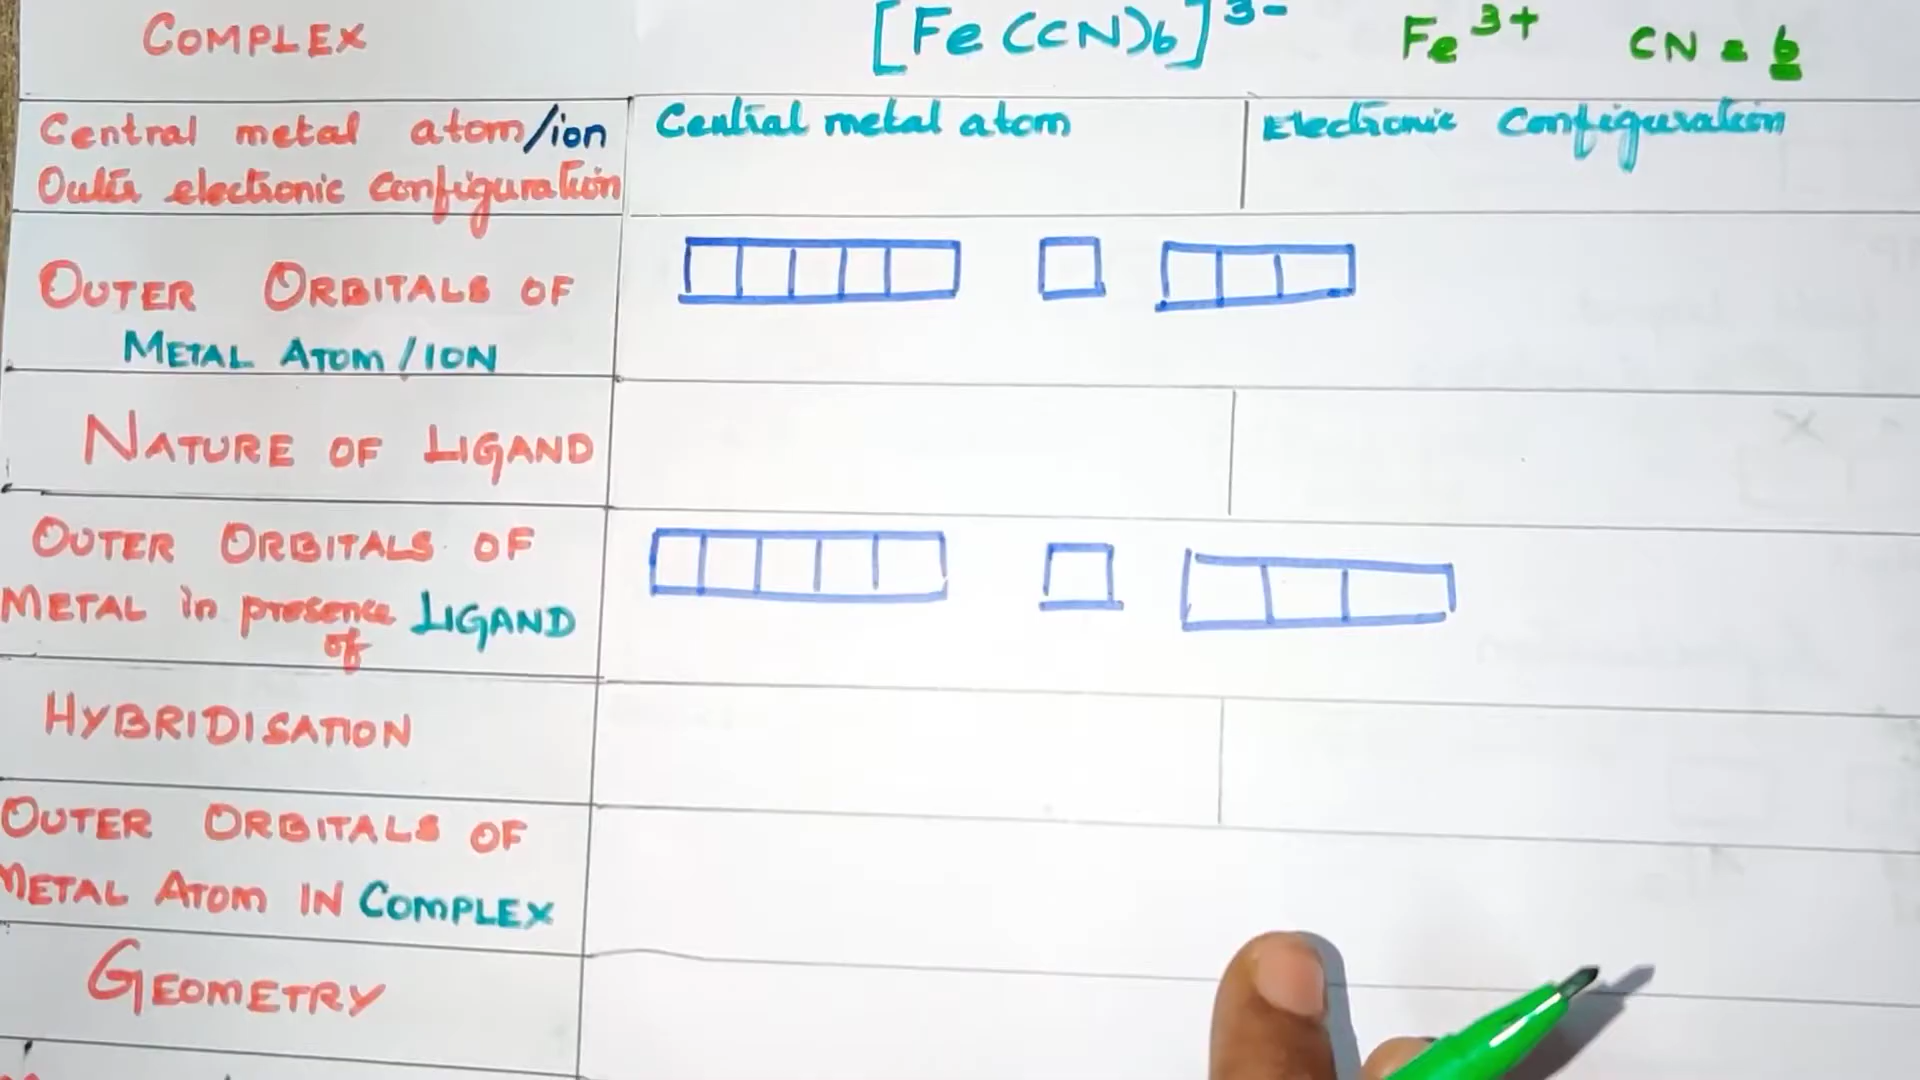 COMPLEX
[Fe(CN)6]3- Fe3+ CN = 6
Central metal atom/ion
Outer electronic configuration
Central metal atom
Electronic configuration
OUTER ORBITALS OF
METAL ATOM/ION
NATURE OF LIGAND
OUTER ORBITALS OF
METAL in presence of LIGAND
HYBRIDISATION
OUTER ORBITALS OF
METAL ATOM IN COMPLEX
GEOMETRY